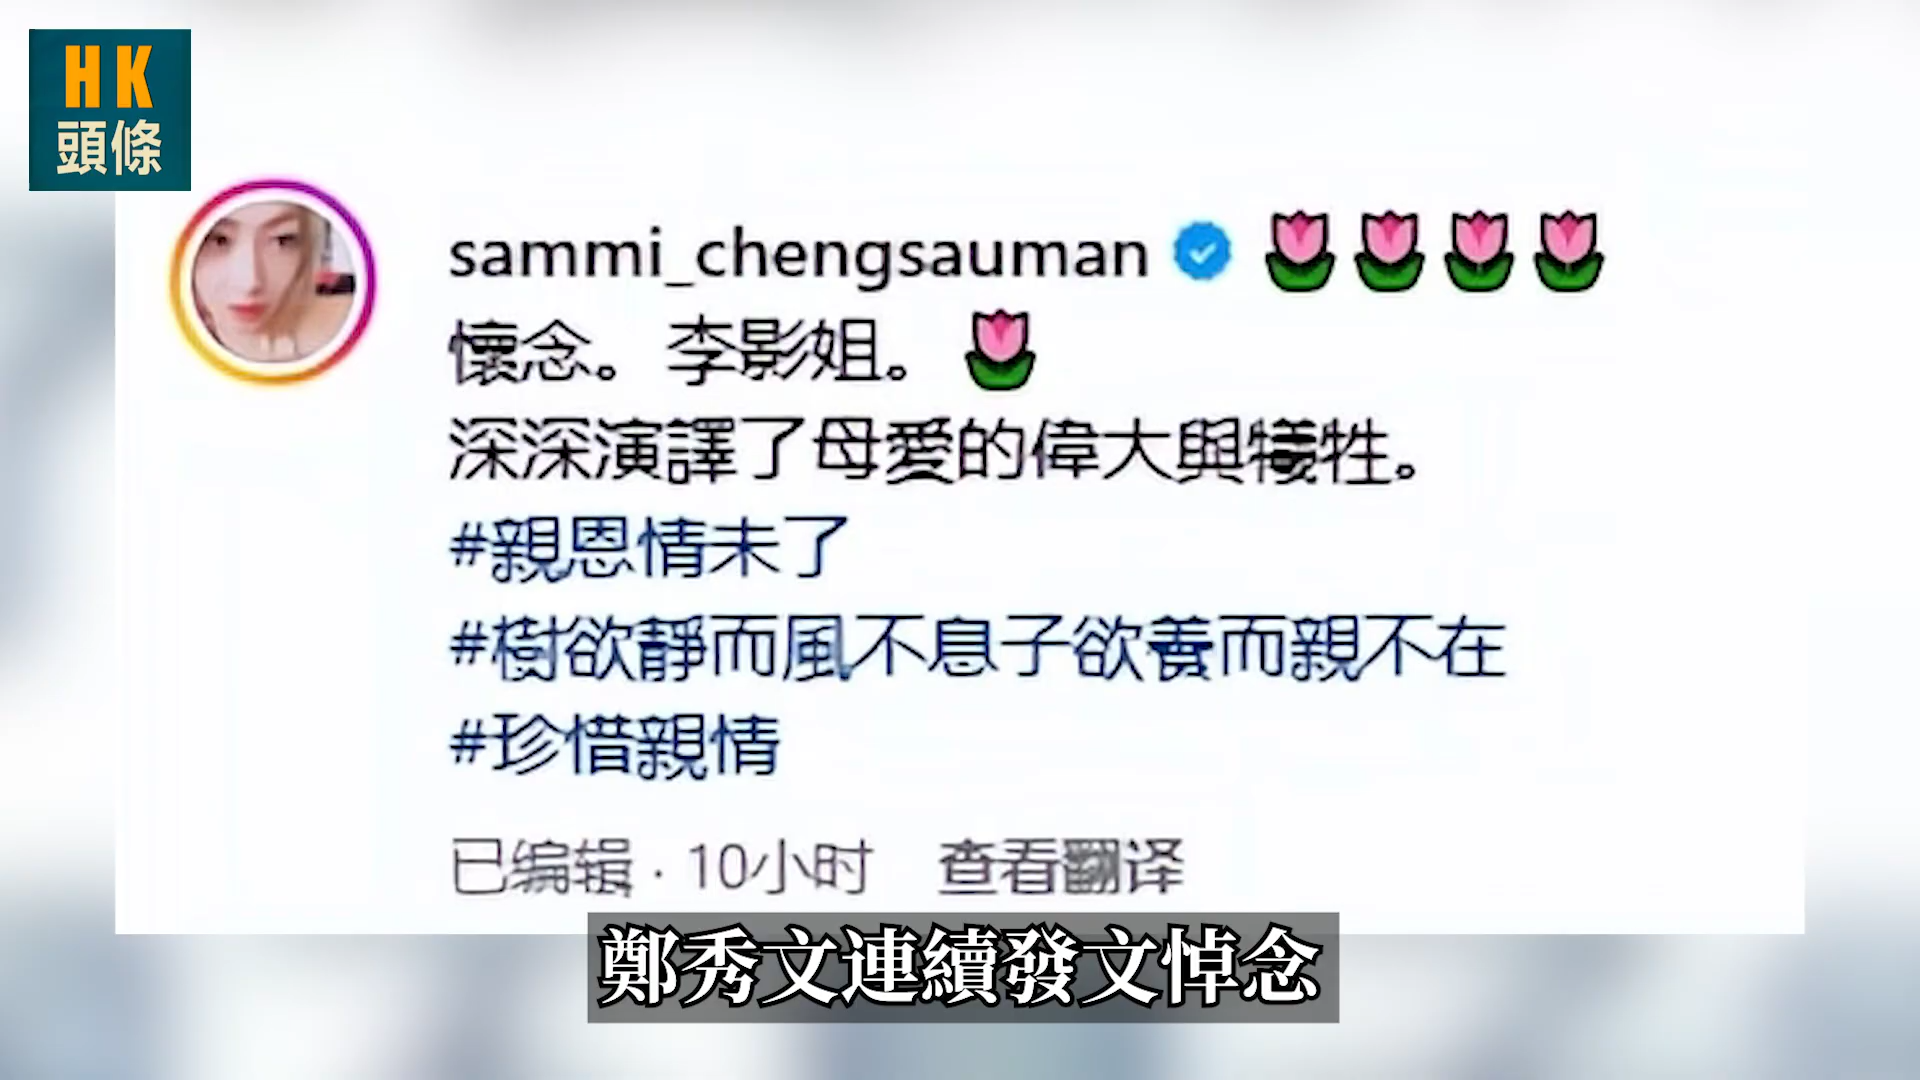 HK
頭條
sammi_chengsauman 🌷🌷🌷🌷
懷念。李影姐。🌷
深深演譯了母愛的偉大與犧牲。
#親恩情未了
#樹欲靜而風不息子欲養而親不在
#珍惜親情
已编辑 · 10小时 查看翻译
鄭秀文連續發文悼念